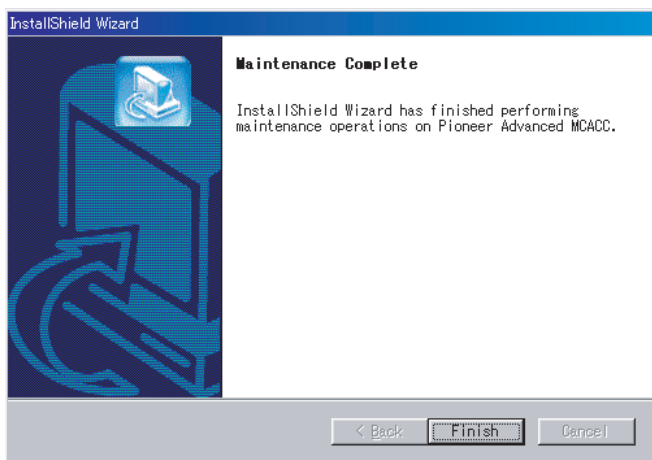 InstallShield Wizard
Maintenance Complete
InstallShield Wizard has finished performing
maintenance operations on Pioneer Advanced MCACC.
< Back
Finish
Cancel